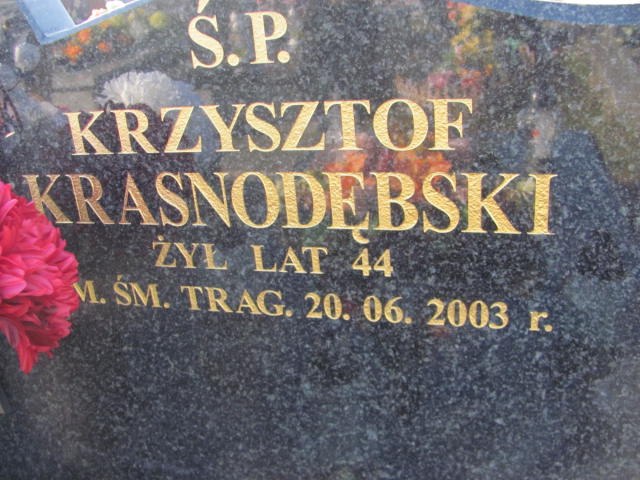 Ś.P.
KRZYSZTOF
KRASNODĘBSKI
ŻYŁ LAT 44
M. ŚM. TRAG. 20. 06. 2003 r.